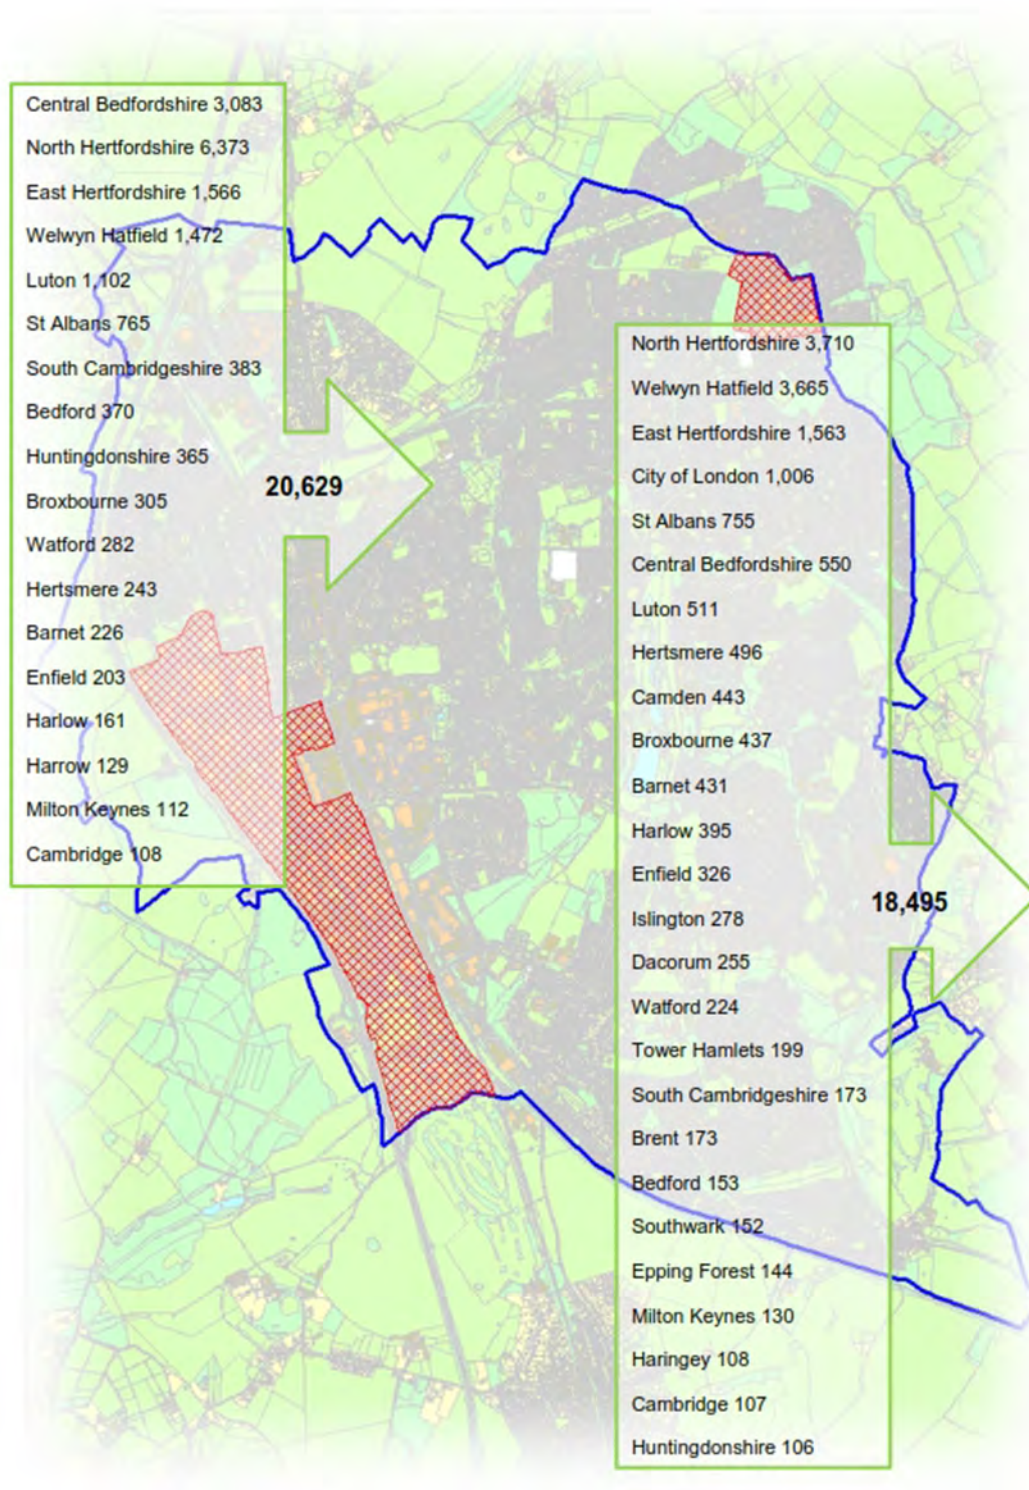 Central Bedfordshire 3,083
North Hertfordshire 6,373
East Hertfordshire 1,566
Welwyn Hatfield 1,472
Luton 1,102
St Albans 765
South Cambridgeshire 383
Bedford 370
Huntingdonshire 365
Broxbourne 305
Watford 282
Hertsmere 243
Barnet 226
Enfield 203
Harlow 161
Harrow 129
Milton Keynes 112
Cambridge 108
20,629
North Hertfordshire 3,710
Welwyn Hatfield 3,665
East Hertfordshire 1,563
City of London 1,006
St Albans 755
Central Bedfordshire 550
Luton 511
Hertsmere 496
Camden 443
Broxbourne 437
Barnet 431
Harlow 395
Enfield 326
Islington 278
Dacorum 255
Watford 224
Tower Hamlets 199
South Cambridgeshire 173
Brent 173
Bedford 153
Southwark 152
Epping Forest 144
Milton Keynes 130
Haringey 108
Cambridge 107
Huntingdonshire 106
18,495